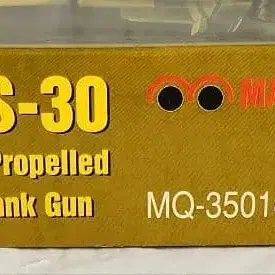 S-30
Propelled
ank Gun
MA
MQ-3501